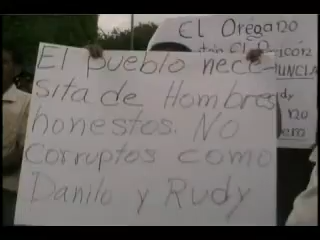 El pueblo nece-
sita de Hombres
honestos. No
corruptos como
Danilo y Rudy
EL Oregano